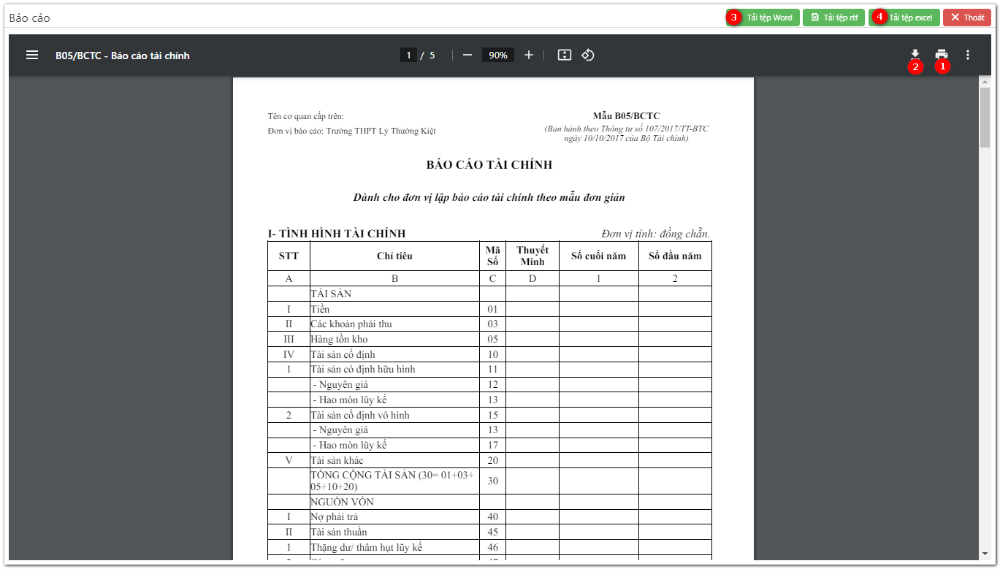 Báo cáo
3 Tải tệp Word Tải tệp rtf 4 Tải tệp excel Thoát
B05/BCTC - Báo cáo tài chính 1 / 5 90%
2 1
Tên cơ quan cấp trên:
Đơn vị báo cáo: Trường THPT Lý Thường Kiệt
Mẫu B05/BCTC
(Ban hành theo Thông tư số 107/2017/TT-BTC
ngày 10/10/2017 của Bộ Tài chính)
BÁO CÁO TÀI CHÍNH
Dành cho đơn vị lập báo cáo tài chính theo mẫu đơn giản
I- TÌNH HÌNH TÀI CHÍNH Đơn vị tính: đồng chẵn.
STT Chỉ tiêu Mã Số Thuyết Minh Số cuối năm Số đầu năm
A B C D 1 2
TÀI SẢN
I Tiền 01
II Các khoản phải thu 03
III Hàng tồn kho 05
IV Tài sản cố định 10
1 Tài sản có định hữu hình 11
- Nguyên giá 12
- Hao mòn lũy kế 13
2 Tài sản cố định vô hình 15
- Nguyên giá 13
- Hao mòn lũy kế 17
V Tài sản khác 20
TỔNG CỘNG TÀI SẢN (30= 01+03+
05+10+20) 30
NGUỒN VỐN
I Nợ phải trả 40
II Tài sản thuần 45
1 Thặng dư/ thâm hụt lũy kế 46